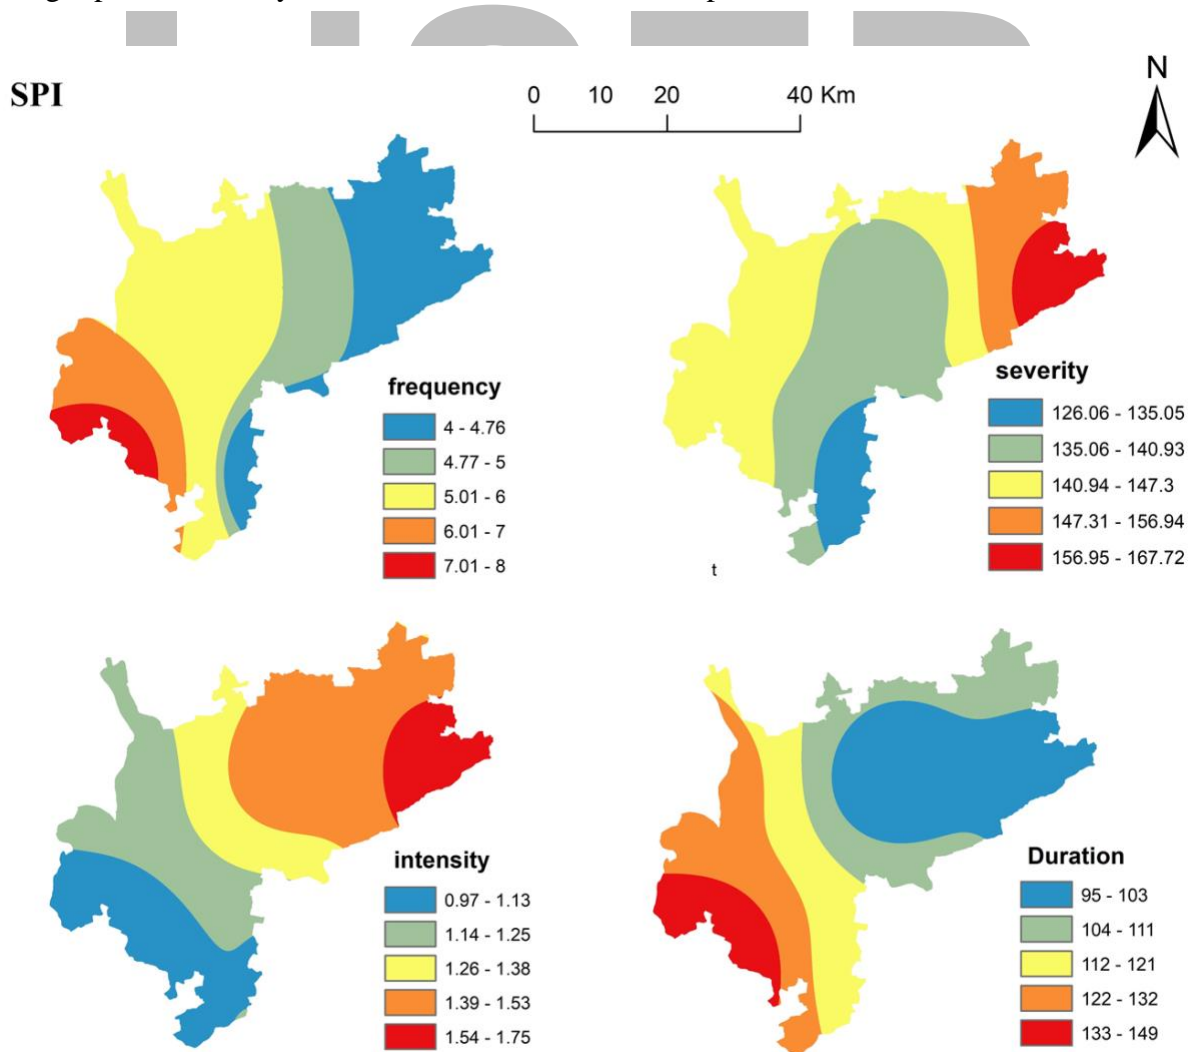 SPI
0 10 20 40 Km
N
frequency
4 - 4.76
4.77 - 5
5.01 - 6
6.01 - 7
7.01 - 8
severity
126.06 - 135.05
135.06 - 140.93
140.94 - 147.3
147.31 - 156.94
156.95 - 167.72
t
intensity
0.97 - 1.13
1.14 - 1.25
1.26 - 1.38
1.39 - 1.53
1.54 - 1.75
Duration
95 - 103
104 - 111
112 - 121
122 - 132
133 - 149